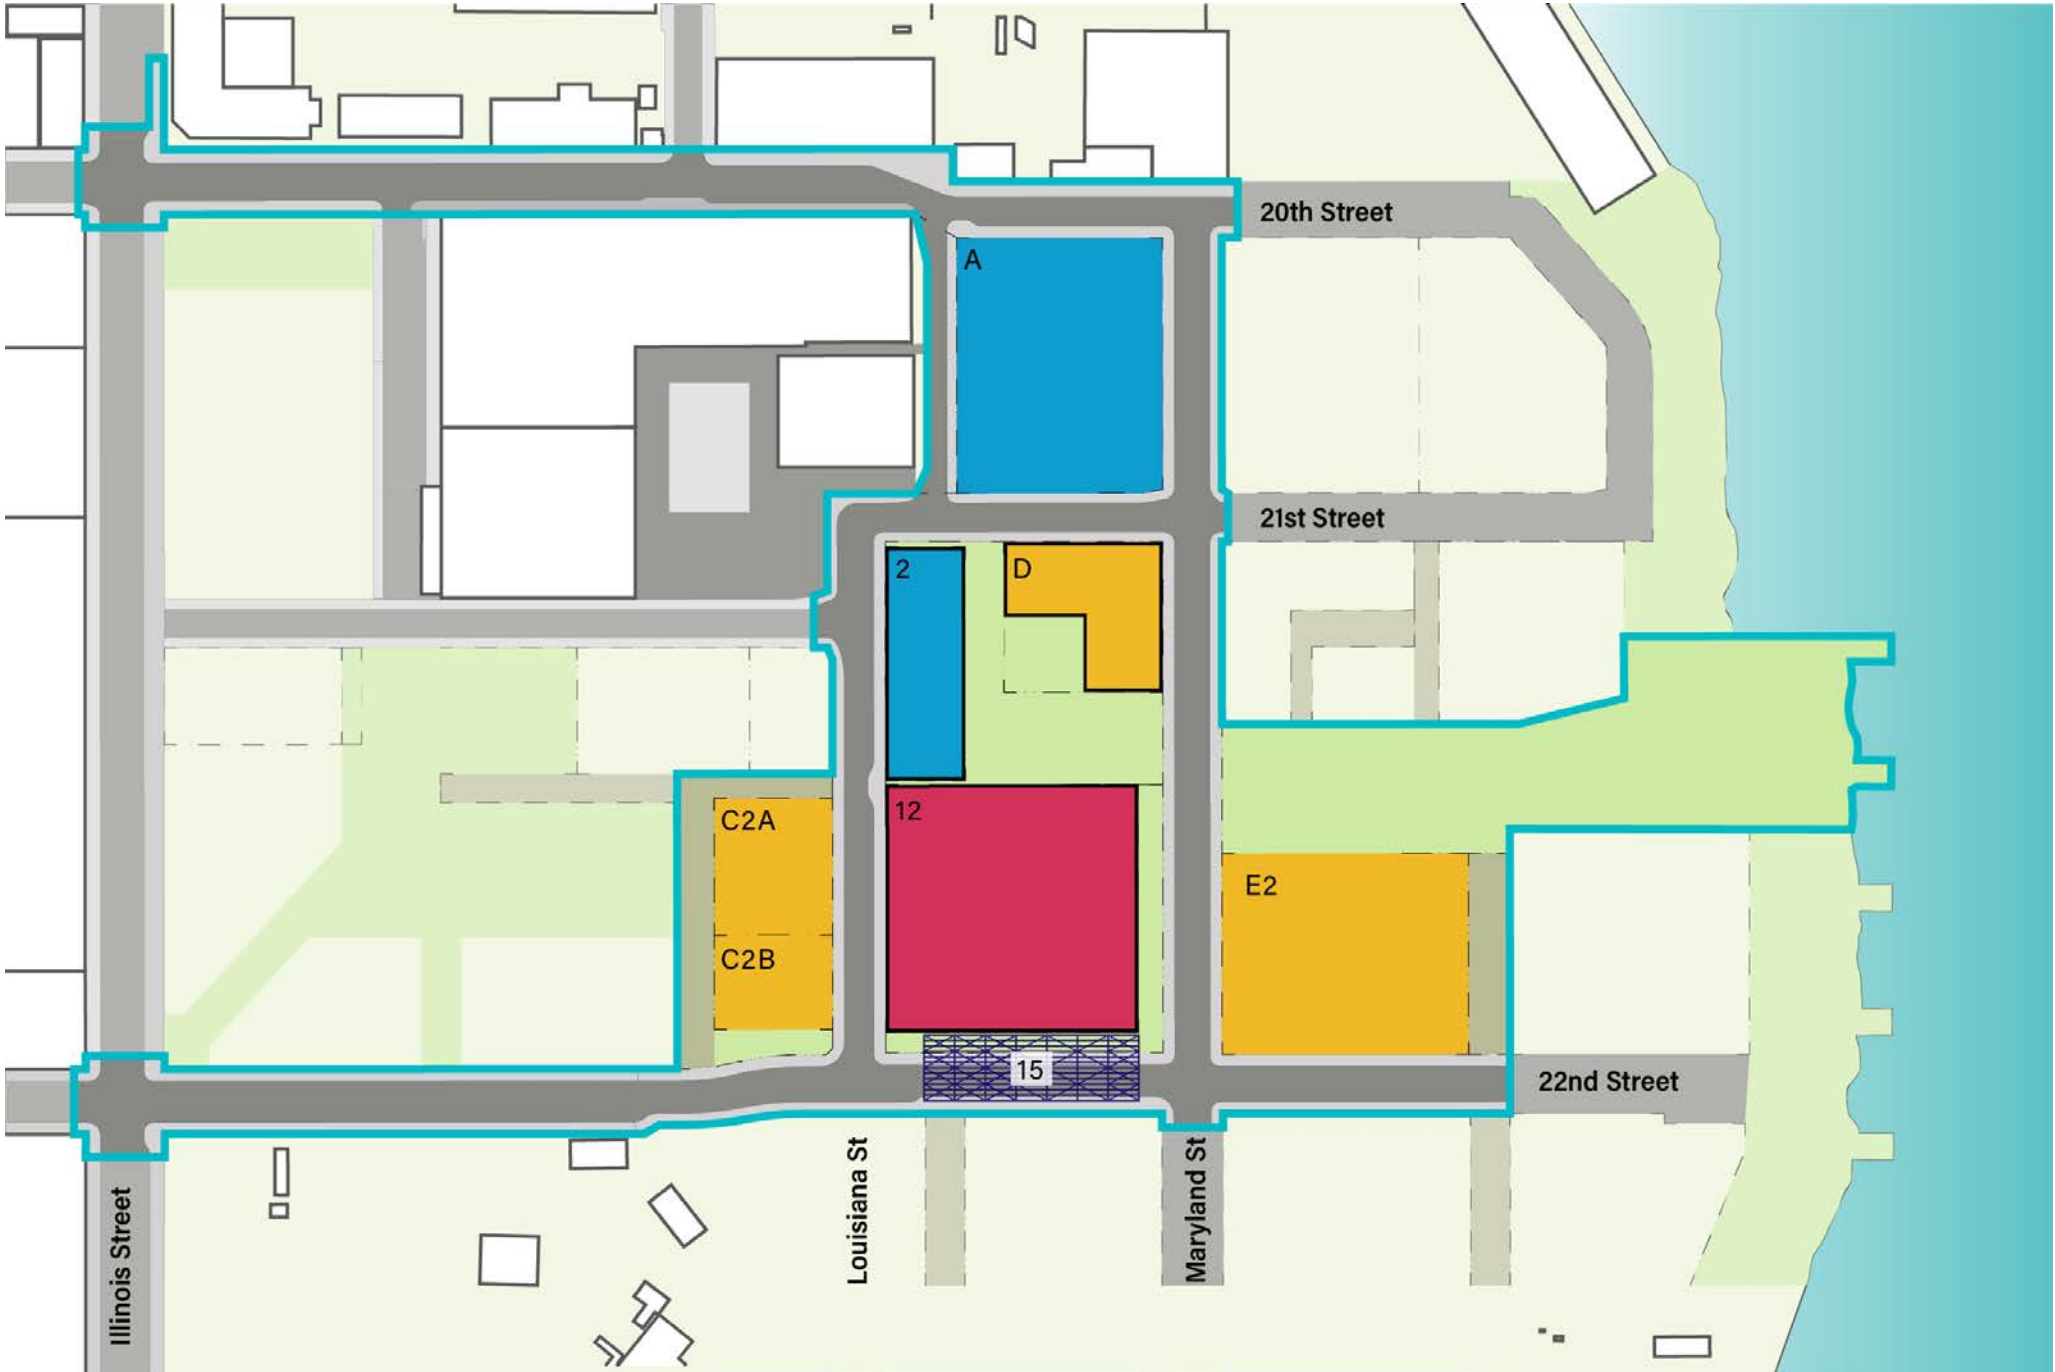 20th Street
A
21st Street
2
D
12
C2A
E2
C2B
15
22nd Street
Illinois Street
Louisiana St
Maryland St